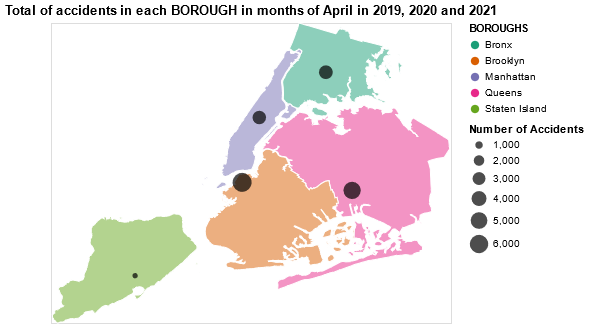 Total of accidents in each BOROUGH in months of April in 2019, 2020 and 2021
BOROUGHS
Bronx
Brooklyn
Manhattan
Queens
Staten Island
Number of Accidents
1,000
2,000
3,000
4,000
5,000
6,000